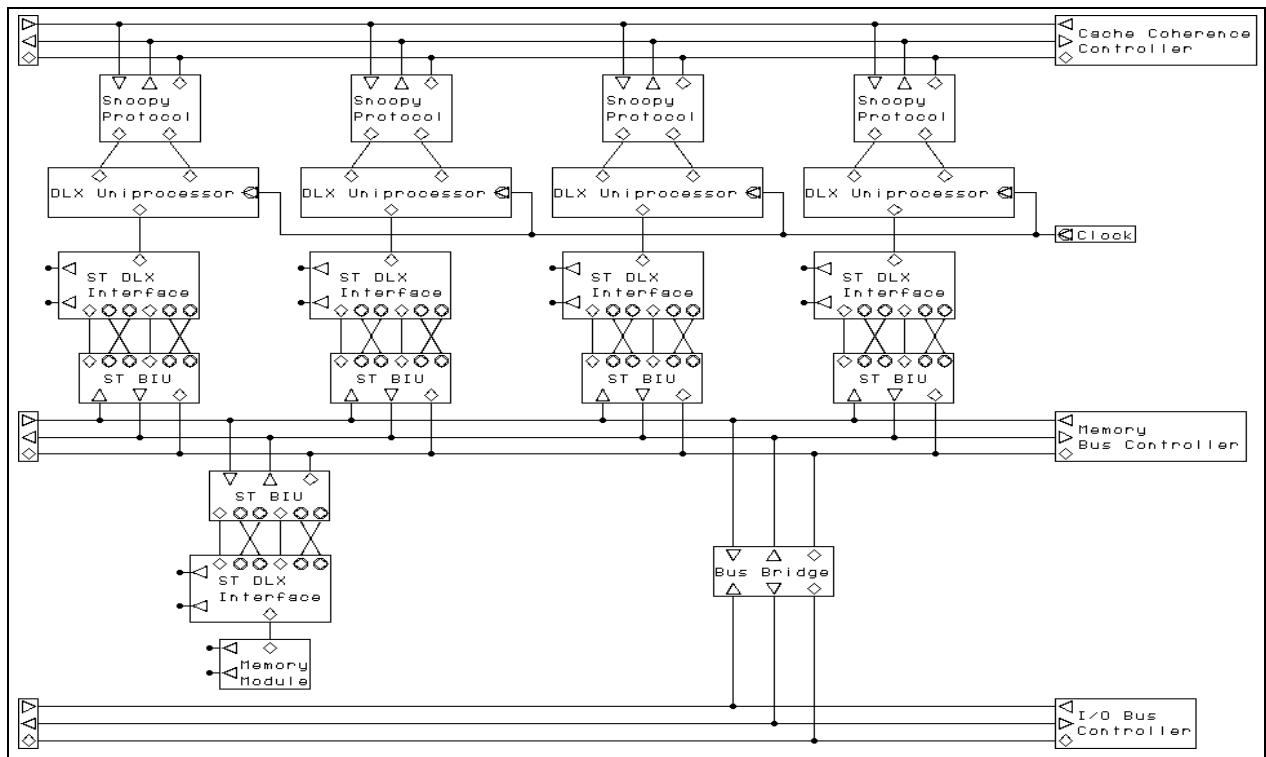 Cache Coherence
Controller
Snoopy
Protocol
Snoopy
Protocol
Snoopy
Protocol
Snoopy
Protocol
DLX Uniprocessor
DLX Uniprocessor
DLX Uniprocessor
DLX Uniprocessor
Clock
ST DLX
Interface
ST DLX
Interface
ST DLX
Interface
ST DLX
Interface
ST BIU
ST BIU
ST BIU
ST BIU
Memory
Bus Controller
ST BIU
ST DLX
Interface
Bus Bridge
Memory
Module
I/O Bus
Controller